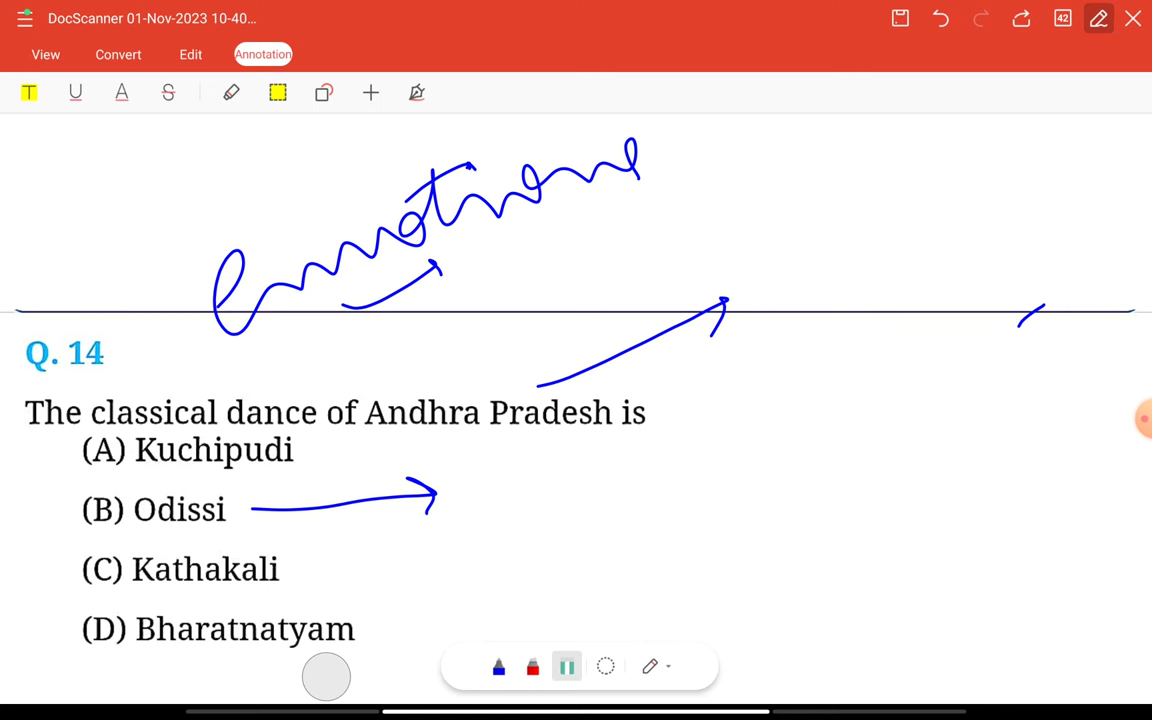 DocScanner 01-Nov-2023 10-40...
42
View Convert Edit Annotation
T U A S
Q. 14
The classical dance of Andhra Pradesh is
(A) Kuchipudi
(B) Odissi
(C) Kathakali
(D) Bharatnatyam